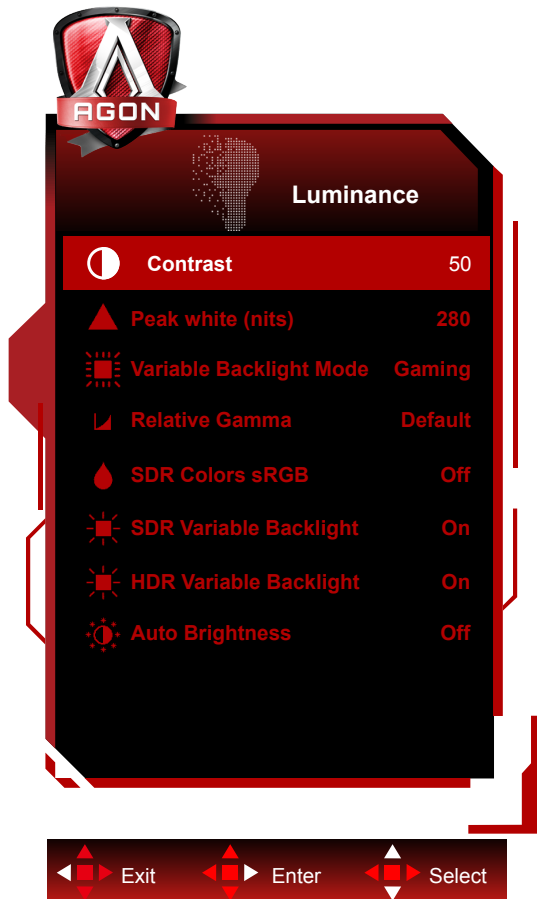 AGON
Luminance
Contrast 50
Peak white (nits) 280
Variable Backlight Mode Gaming
Relative Gamma Default
SDR Colors sRGB Off
SDR Variable Backlight On
HDR Variable Backlight On
Auto Brightness Off
Exit Enter Select